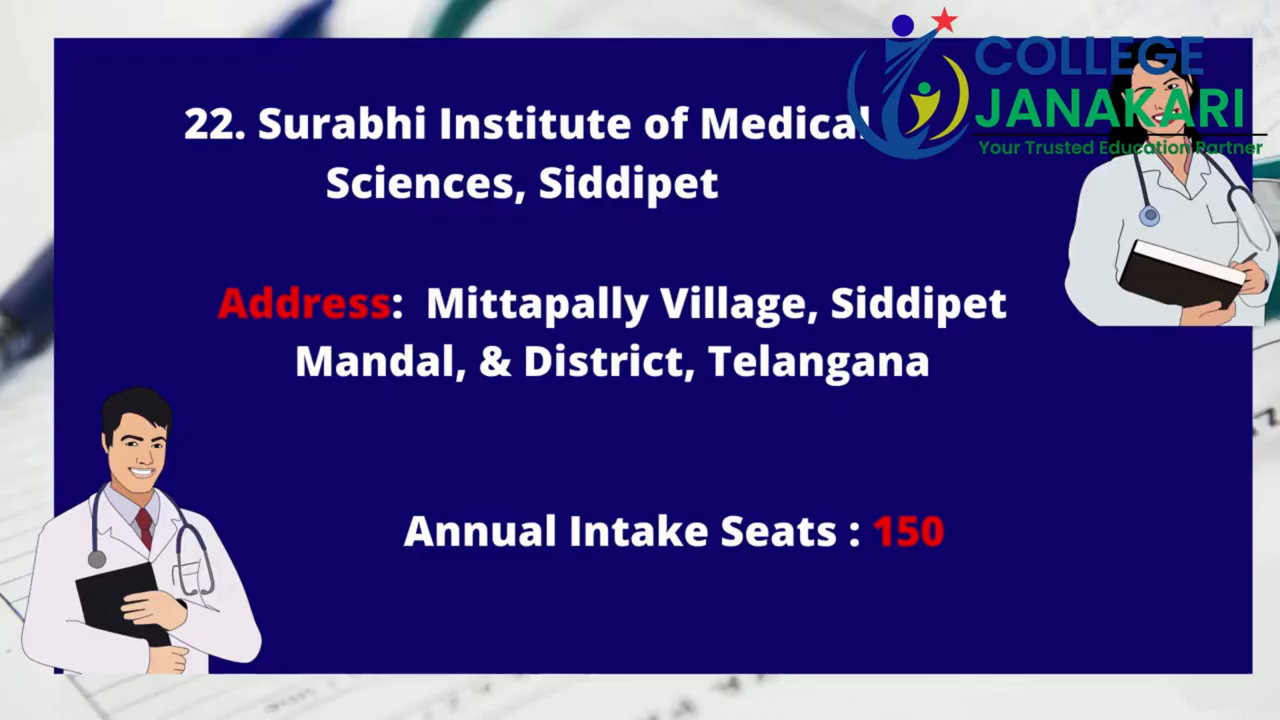 COLLEGE
JANAKARI
Your Trusted Education Partner
22. Surabhi Institute of Medical
Sciences, Siddipet
Address: Mittapally Village, Siddipet
Mandal, & District, Telangana
Annual Intake Seats : 150